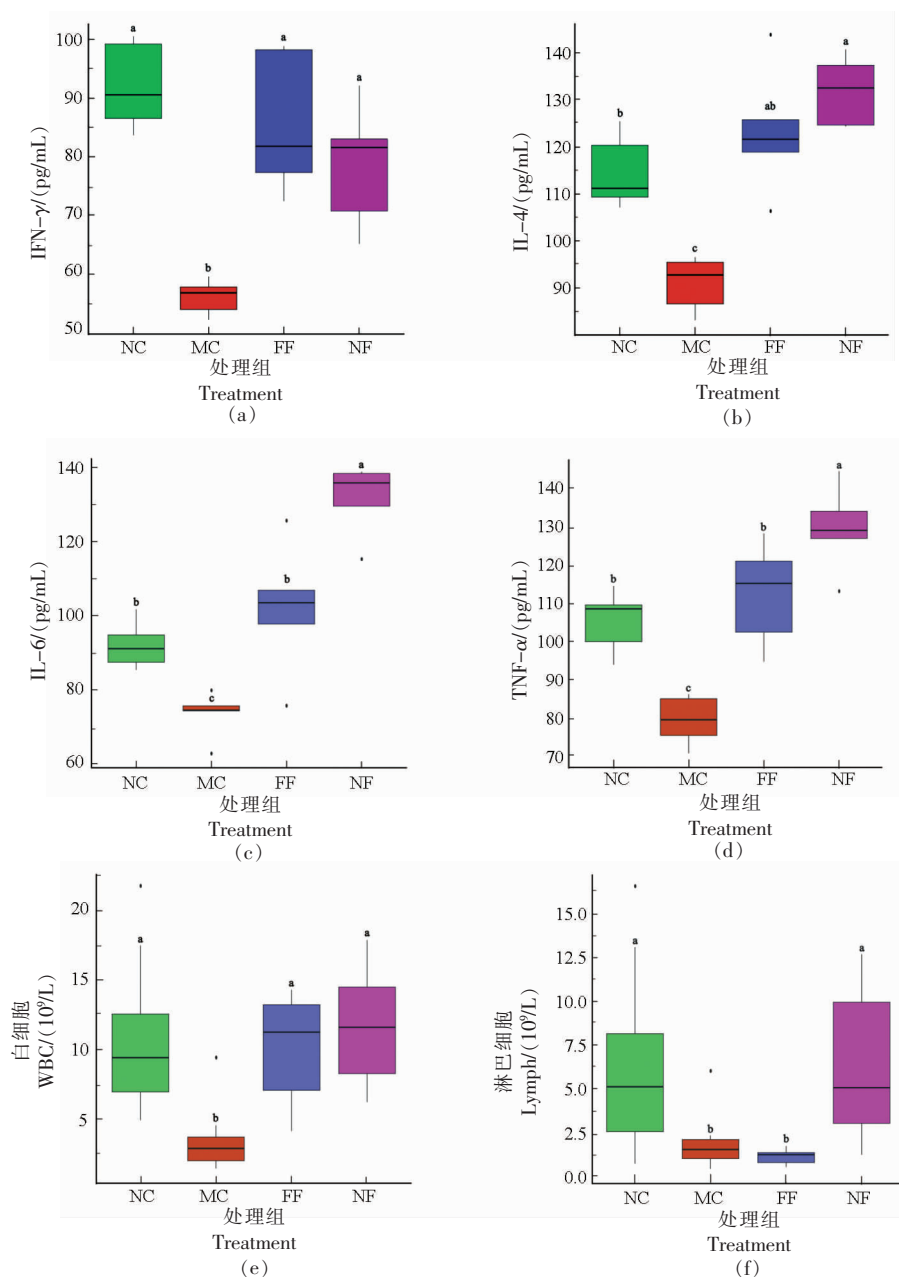 IFN-γ/(pg/mL)
100
90
80
70
60
50
a
b
a
a
NC
MC
FF
NF
处理组
Treatment
(a)
IL-4/(pg/mL)
140
130
120
110
100
90
b
c
ab
a
NC
MC
FF
NF
处理组
Treatment
(b)
IL-6/(pg/mL)
140
120
100
80
60
b
c
b
a
NC
MC
FF
NF
处理组
Treatment
(c)
TNF-α/(pg/mL)
140
130
120
110
100
90
80
70
b
c
b
a
NC
MC
FF
NF
处理组
Treatment
(d)
白细胞
WBC/(10⁹/L)
20
15
10
5
a
b
a
a
NC
MC
FF
NF
处理组
Treatment
(e)
淋巴细胞
Lymph/(10⁹/L)
15.0
12.5
10.0
7.5
5.0
2.5
0.0
a
b
b
a
NC
MC
FF
NF
处理组
Treatment
(f)